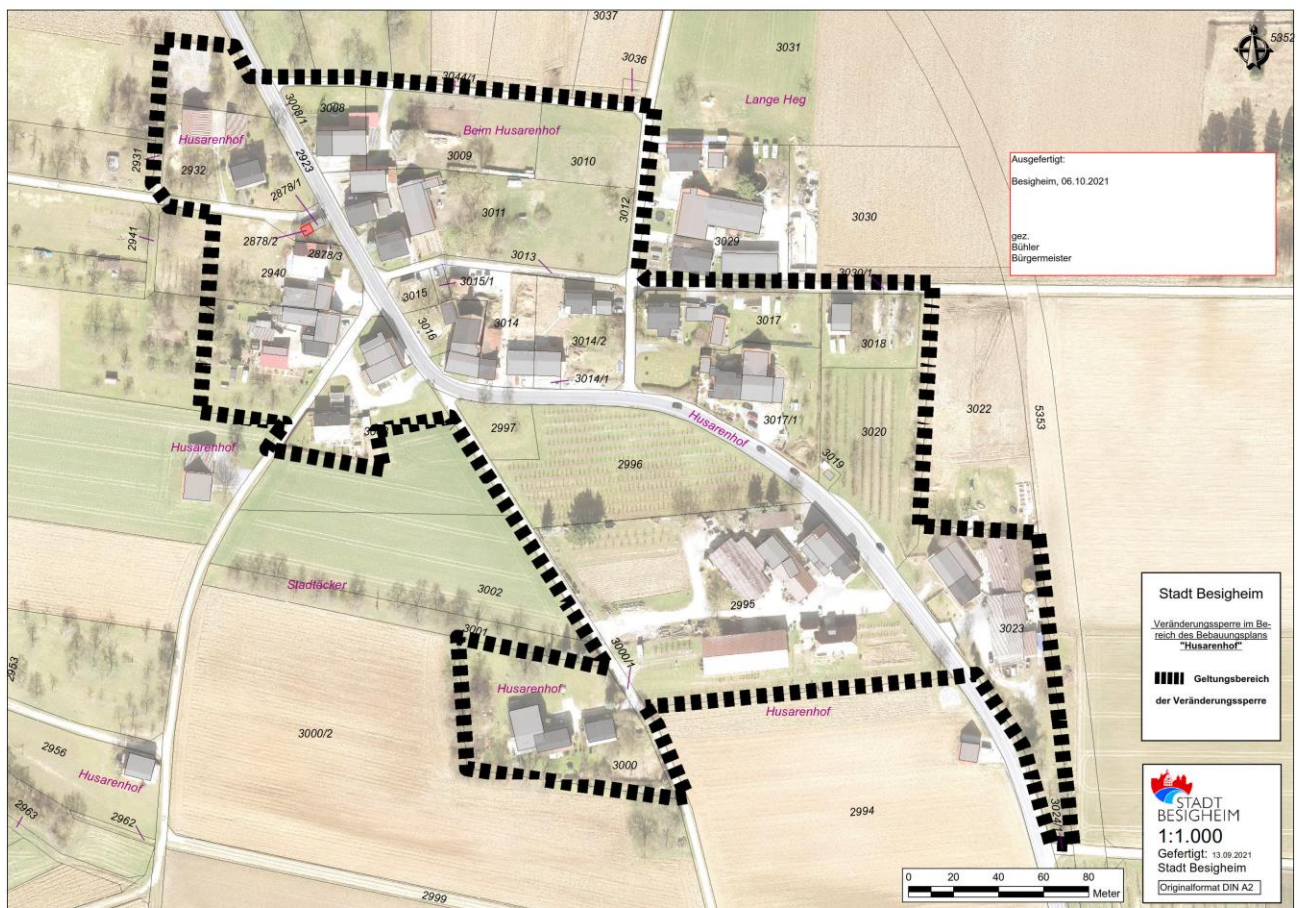 3037
5352
3036
3031
3044/1
3008/1
3008
Lange Heg
Husarenhof
Beim Husarenhof
2923
3009
3010
2931
2932
Ausgefertigt:
Besigheim, 06.10.2021
gez.
Bühler
Bürgermeister
2878/1
3011
3012
3030
2941
2878/2
2878/3
3029
2940
3013
3030/1
3015
3015/1
3016
3014
3014/2
3017
3018
3014/1
3022
5353
Husarenhof
3017/1
3020
2997
Husarenhof
2996
3019
Stadtäcker
3002
2995
3023
3001
3000/1
2953
Husarenhof
Husarenhof
3000/2
3000
2956
Husarenhof
2994
2963
2962
3024/1
2999
Stadt Besigheim
Veränderungssperre im Be-
reich des Bebauungsplans
"Husarenhof"
Geltungsbereich
der Veränderungssperre
STADT
BESIGHEIM
1:1.000
Gefertigt: 13.09.2021
Stadt Besigheim
Originalformat DIN A2
0 20 40 60 80
Meter